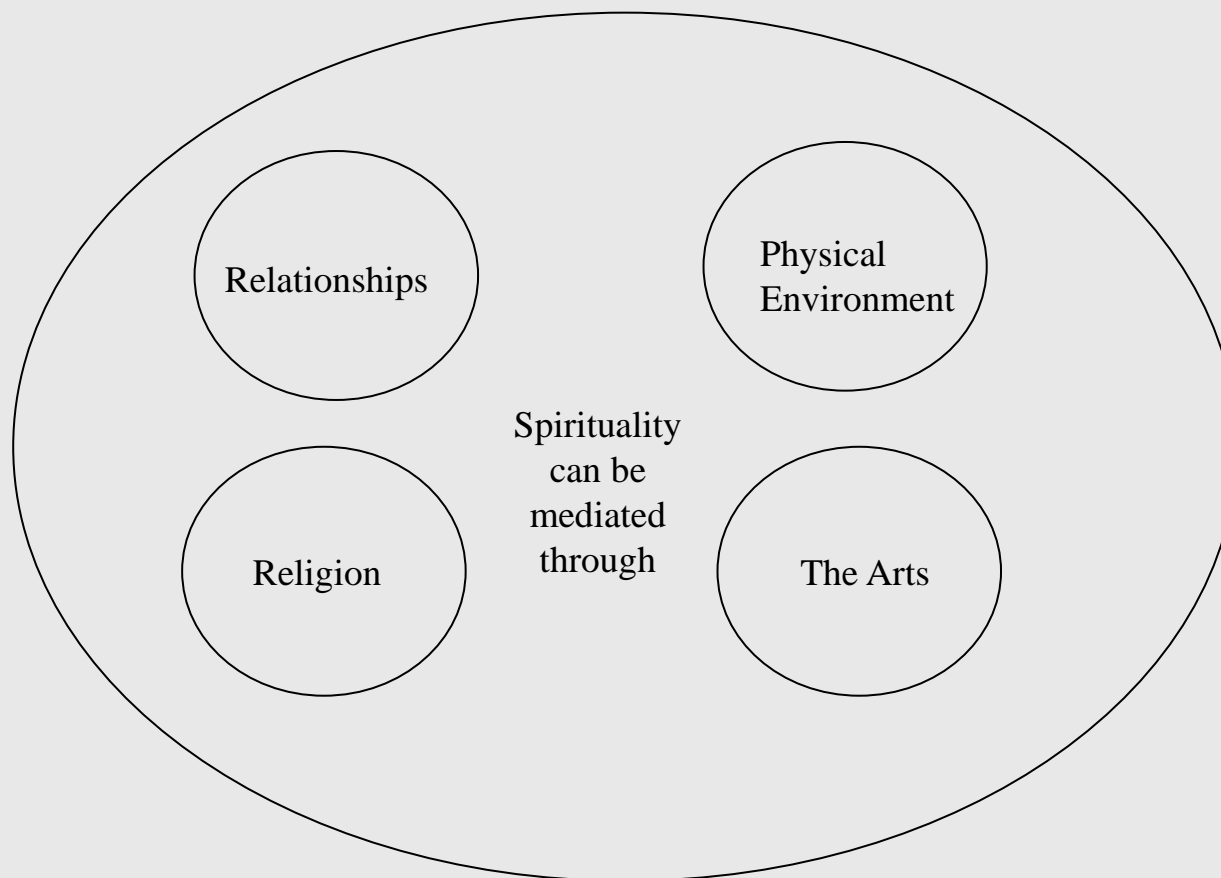 Relationships
Physical
Environment
Spirituality
can be
mediated
through
Religion
The Arts